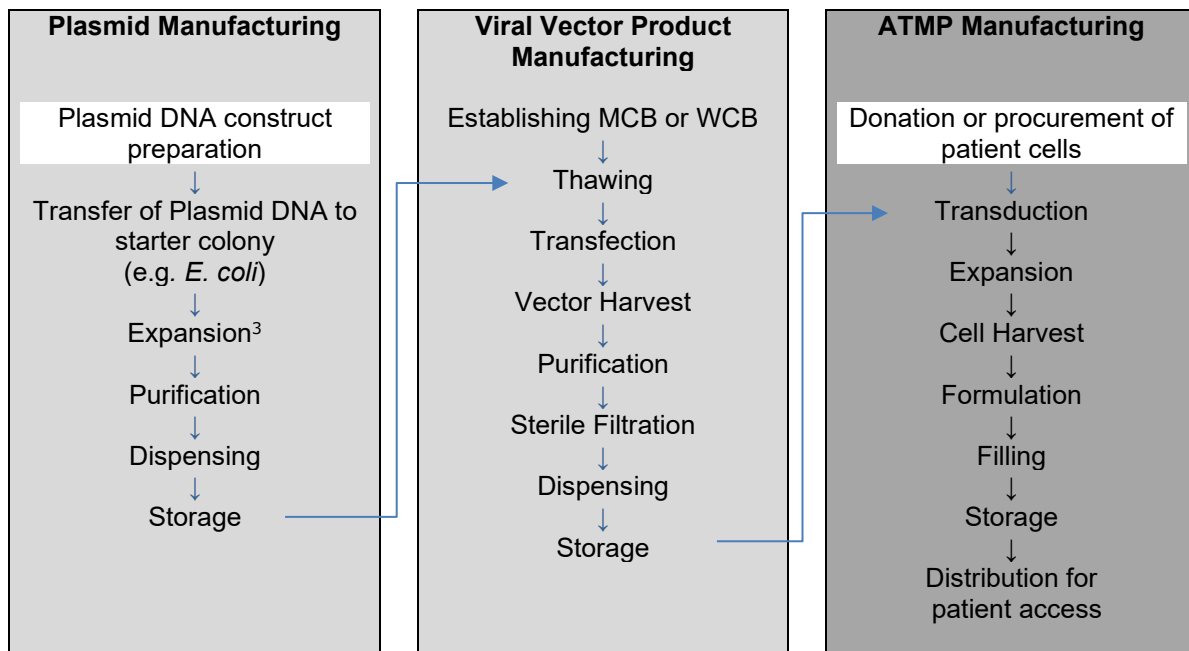 Plasmid Manufacturing
Plasmid DNA construct
preparation
↓
Transfer of Plasmid DNA to
starter colony
(e.g. E. coli)
↓
Expansion³
↓
Purification
↓
Dispensing
↓
Storage
Viral Vector Product
Manufacturing
Establishing MCB or WCB
↓
Thawing
↓
Transfection
↓
Vector Harvest
↓
Purification
↓
Sterile Filtration
↓
Dispensing
↓
Storage
ATMP Manufacturing
Donation or procurement of
patient cells
↓
Transduction
↓
Expansion
↓
Cell Harvest
↓
Formulation
↓
Filling
↓
Storage
↓
Distribution for
patient access